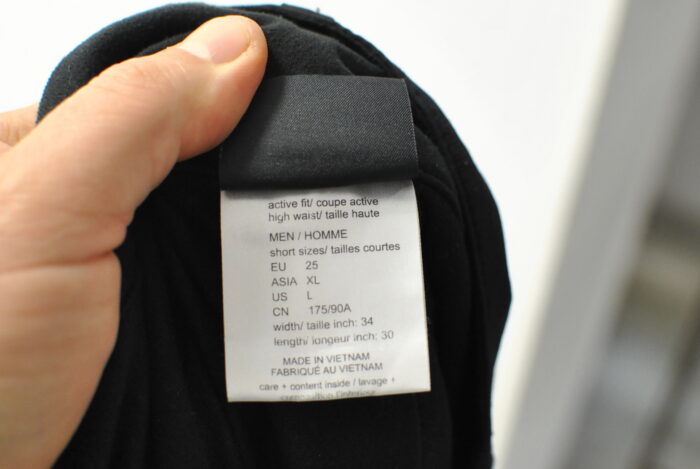 active fit/ coupe active
high waist/ taille haute
MEN / HOMME
short sizes/ tailles courtes
EU 25
ASIA XL
US L
CN 175/90A
width/ taille inch: 34
length/ longeur inch: 30
MADE IN VIETNAM
FABRIQUÉ AU VIETNAM
care + content inside / lavage +
composition l'interieur